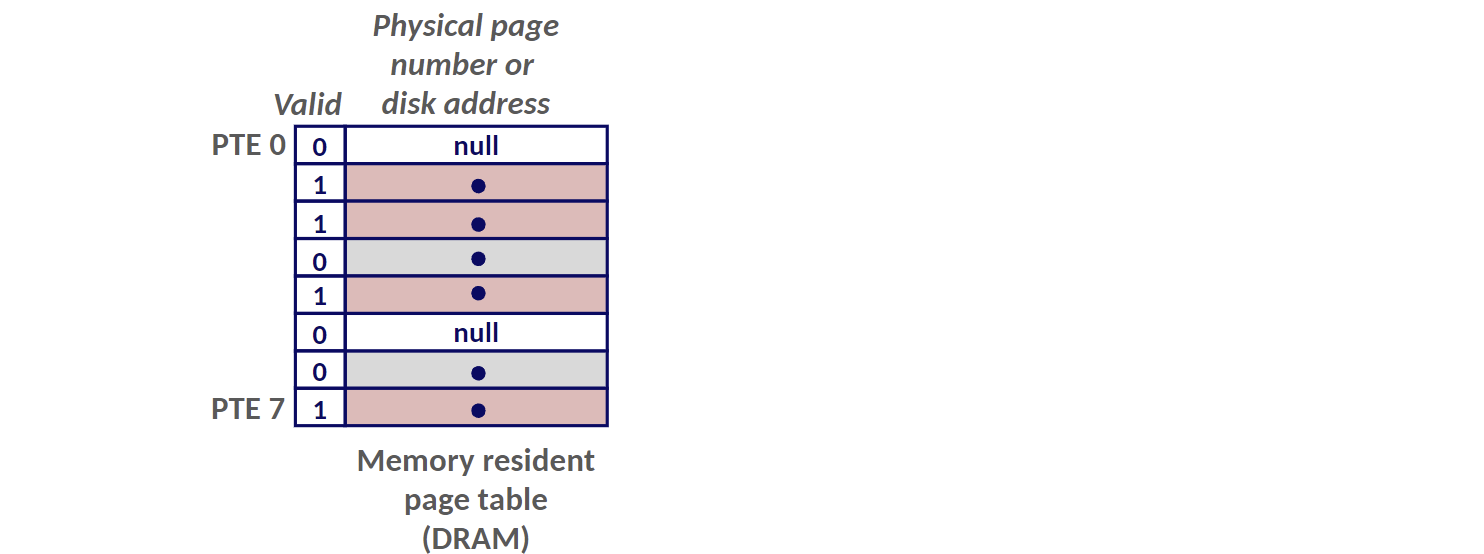 Physical page
number or
Valid disk address
PTE 0 0 null
1
1
0
1
0 null
0
PTE 7 1
Memory resident
page table
(DRAM)